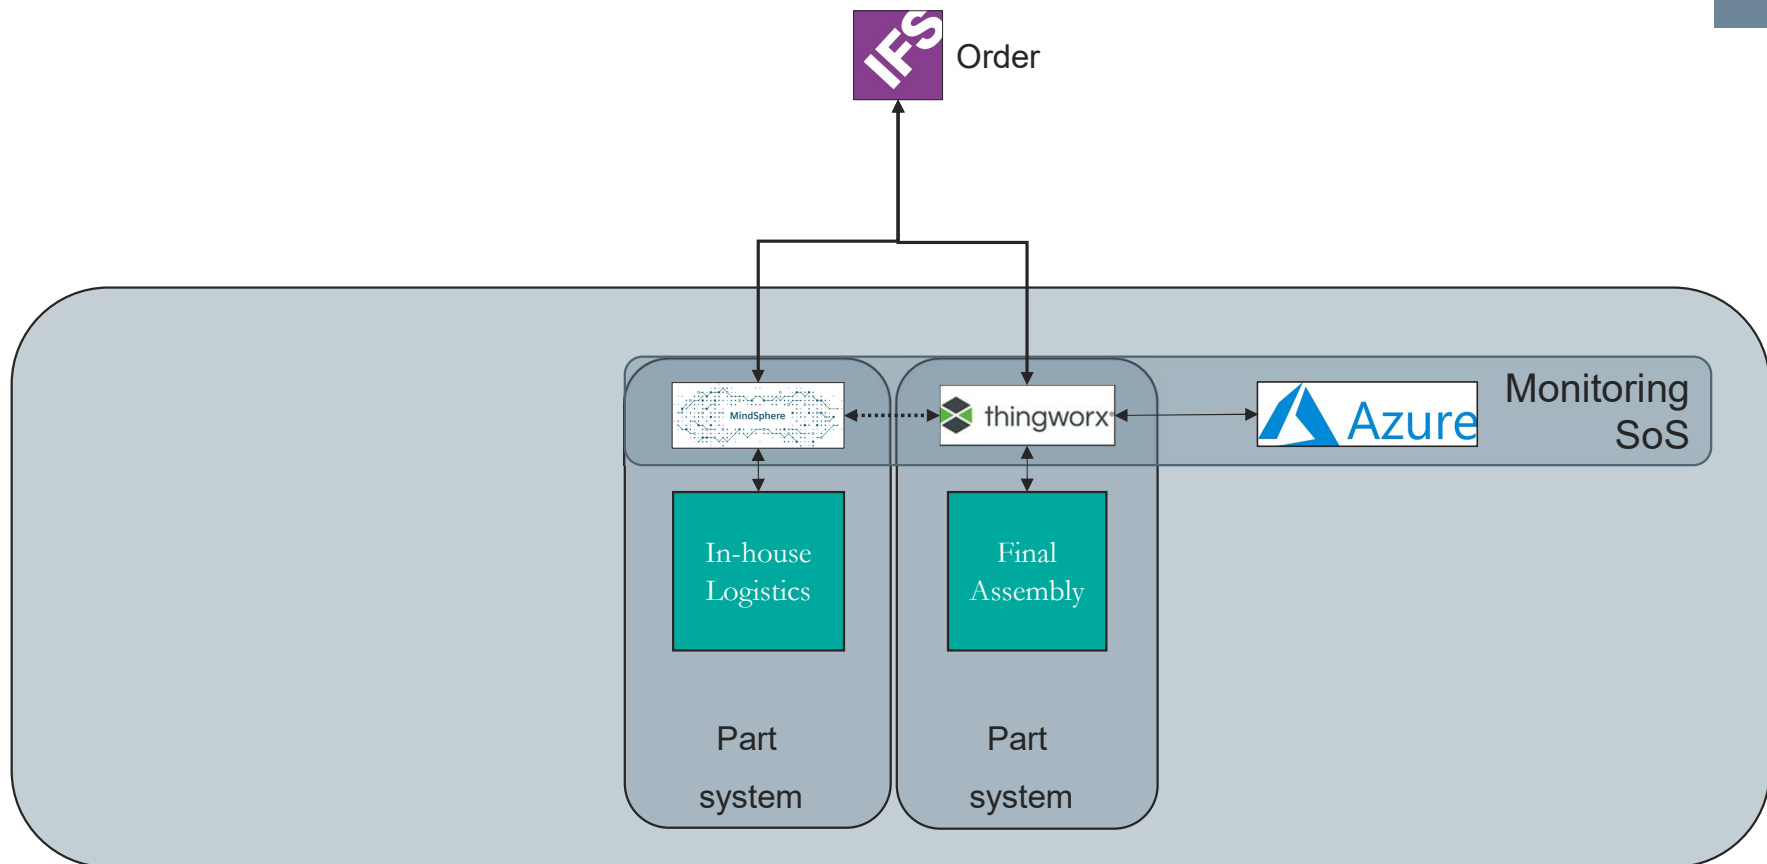 IFS
Order
MindSphere
thingworx
Azure
Monitoring
SoS
In-house
Logistics
Final
Assembly
Part
system
Part
system